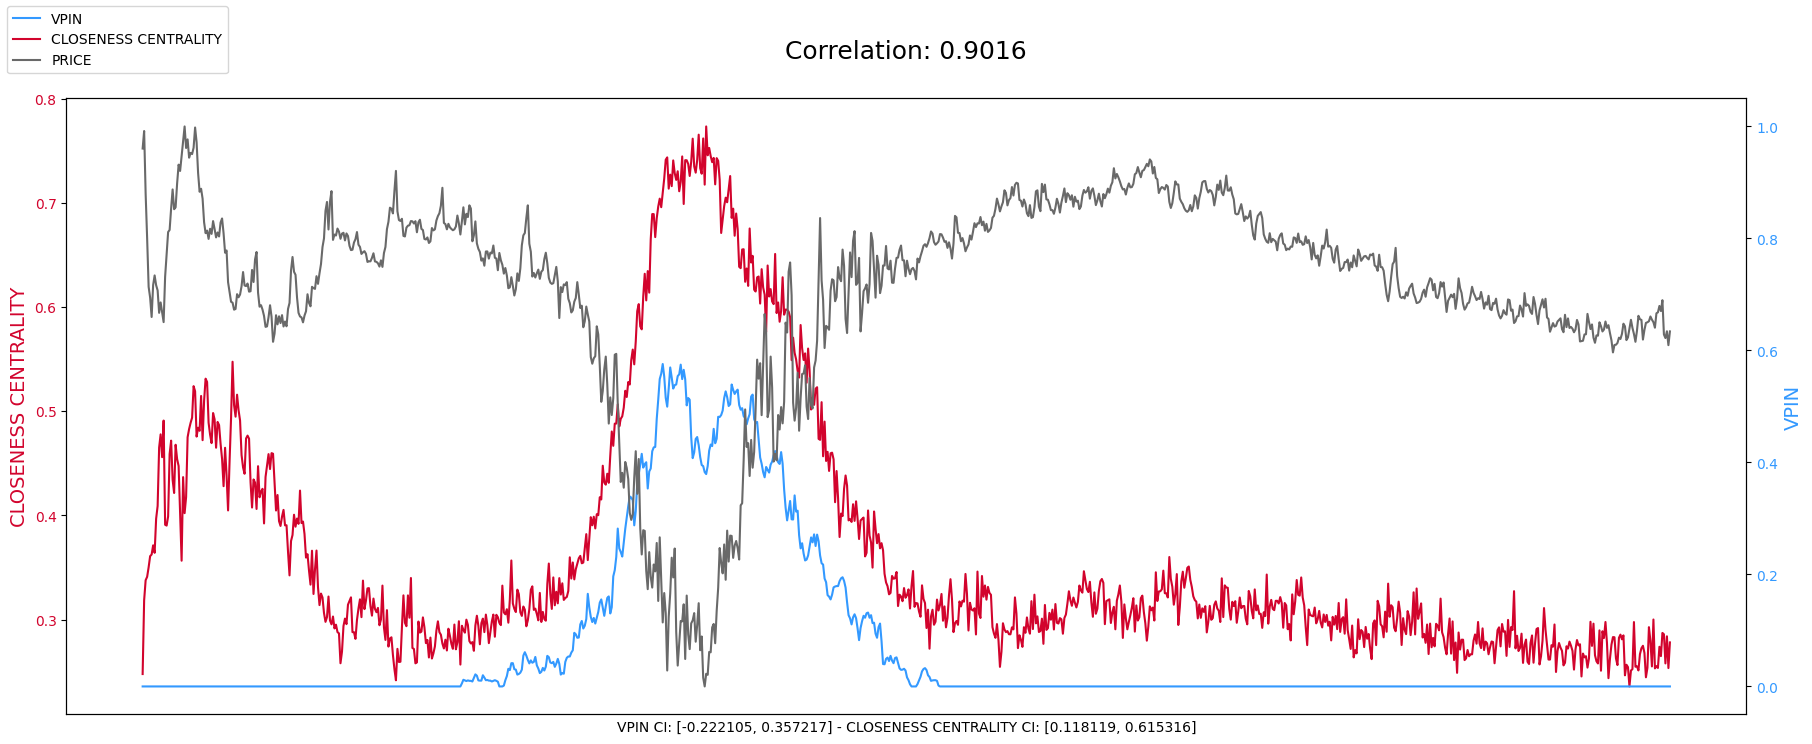 VPIN
CLOSENESS CENTRALITY
PRICE
Correlation: 0.9016
0.8
0.7
0.6
0.5
0.4
0.3
CLOSENESS CENTRALITY
1.0
0.8
0.6
0.4
0.2
0.0
VPIN
VPIN CI: [-0.222105, 0.357217] - CLOSENESS CENTRALITY CI: [0.118119, 0.615316]